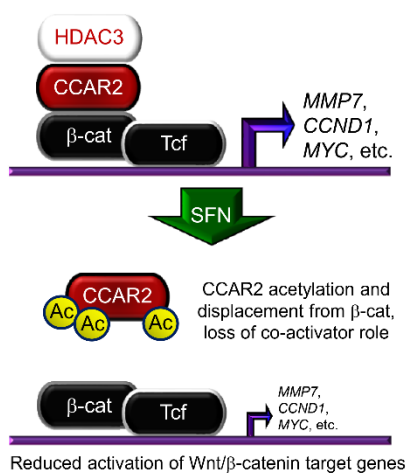 HDAC3
CCAR2
β-cat
Tcf
MMP7,
CCND1,
MYC, etc.
SFN
CCAR2
Ac
Ac
Ac
CCAR2 acetylation and
displacement from β-cat,
loss of co-activator role
β-cat
Tcf
MMP7,
CCND1,
MYC, etc.
Reduced activation of Wnt/β-catenin target genes